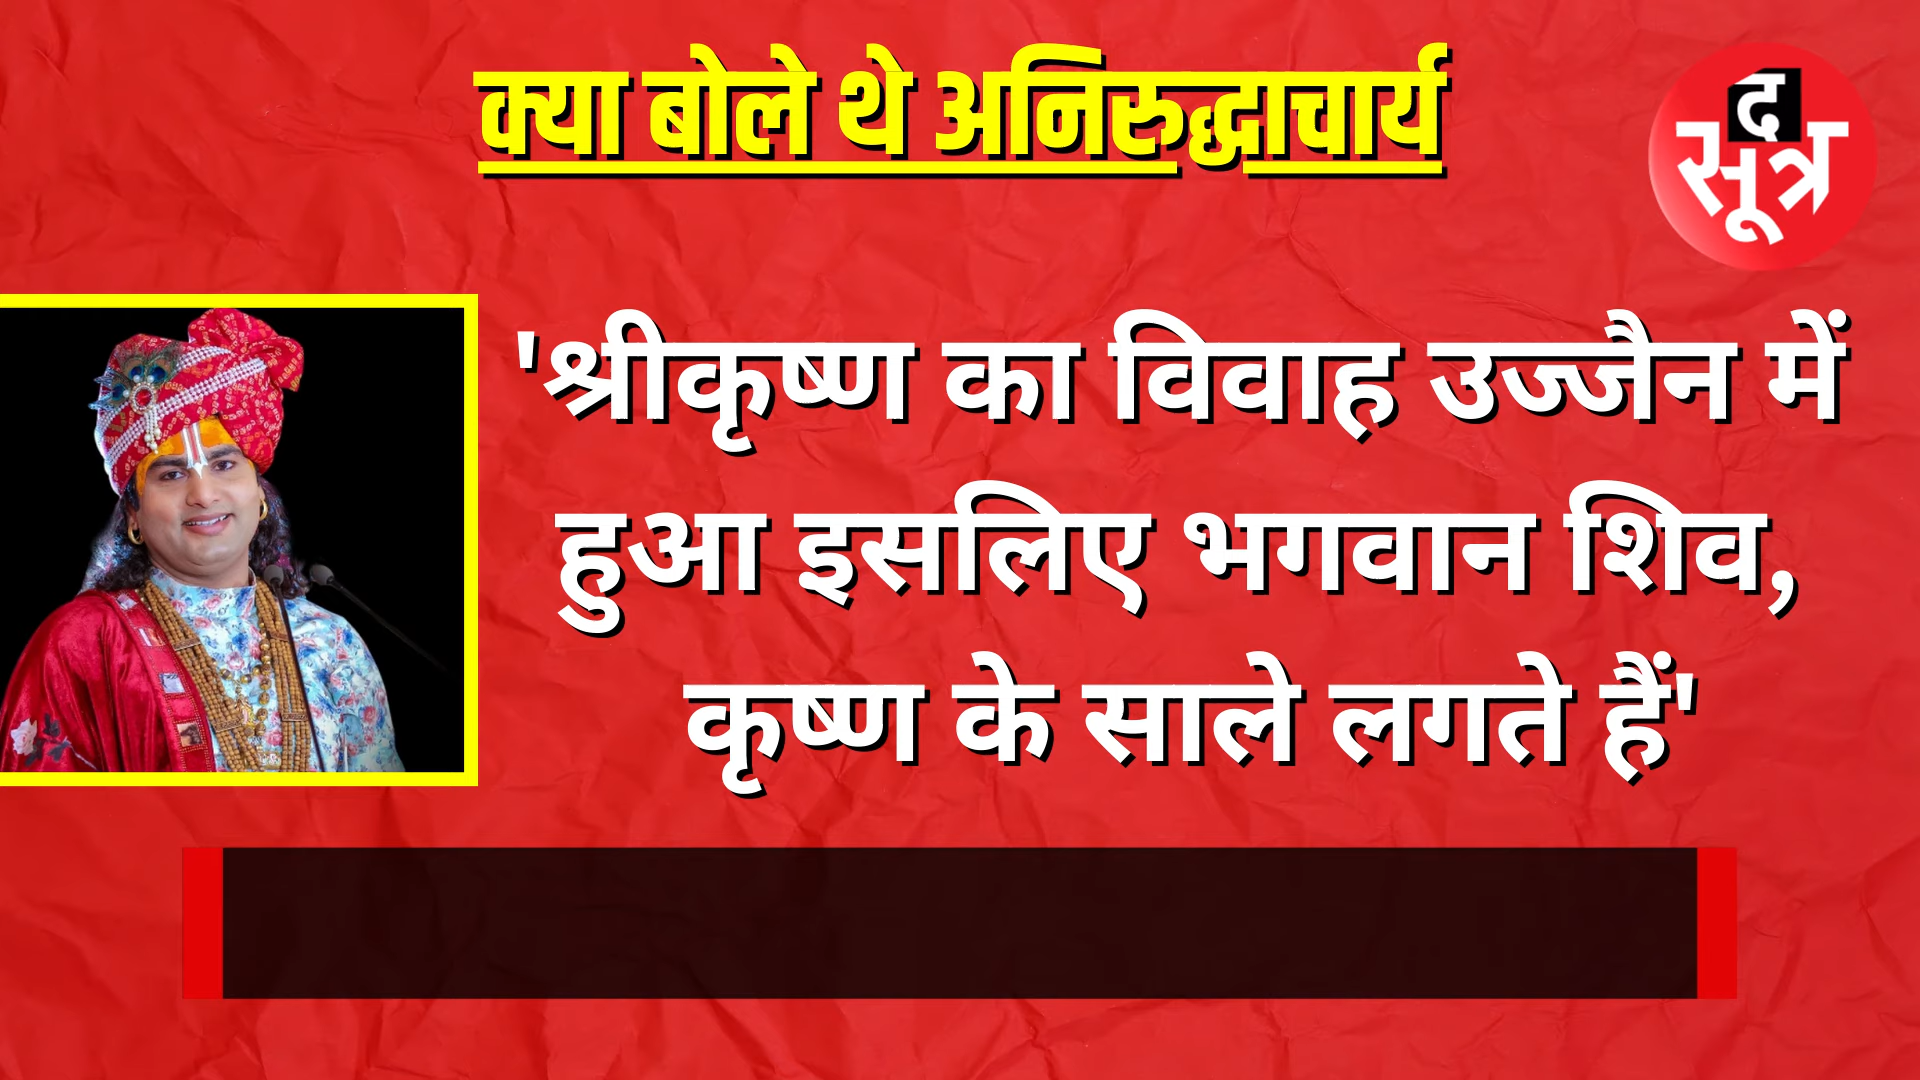 क्या बोले थे अनिरुद्धाचार्य
द
सूत्र
'श्रीकृष्ण का विवाह उज्जैन में
हुआ इसलिए भगवान शिव,
कृष्ण के साले लगते हैं'